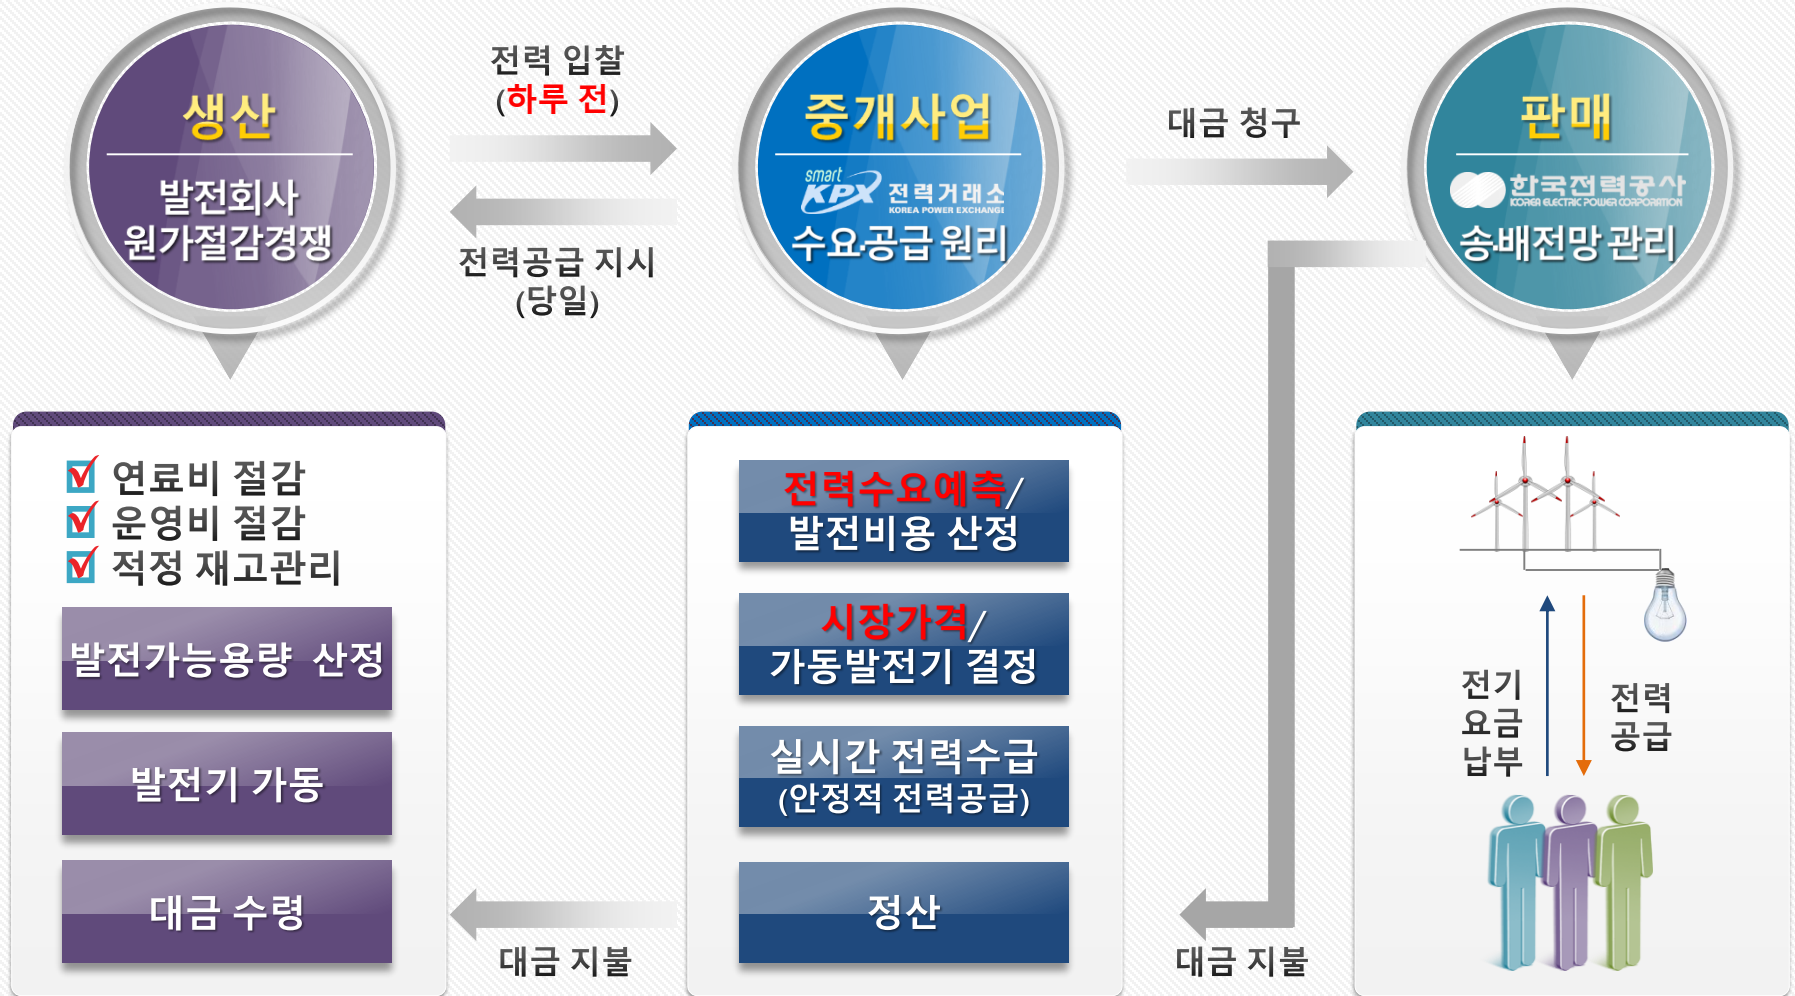 생산
발전회사
원가절감경쟁
전력 입찰
(하루 전)
전력공급 지시
(당일)
중개사업
smart
KPX 전력거래소
KOREA POWER EXCHANGE
수요·공급 원리
대금 청구
판매
한국전력공사
KOREA ELECTRIC POWER CORPORATION
송·배전망 관리
연료비 절감
운영비 절감
적정 재고관리
발전가능용량 산정
발전기 가동
대금 수령
대금 지불
전력수요예측/
발전비용 산정
시장가격/
가동발전기 결정
실시간 전력수급
(안정적 전력공급)
정산
대금 지불
전기
요금
납부
전력
공급